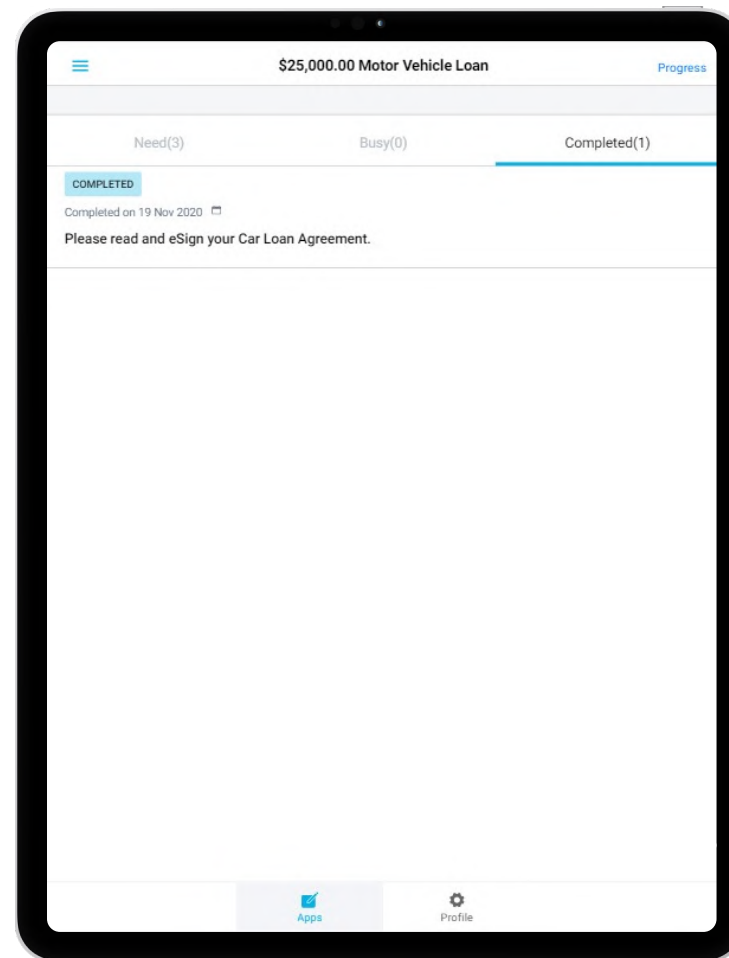 $25,000.00 Motor Vehicle Loan
Progress
Need(3)
Busy(0)
Completed(1)
COMPLETED
Completed on 19 Nov 2020
Please read and eSign your Car Loan Agreement.
Apps
Profile